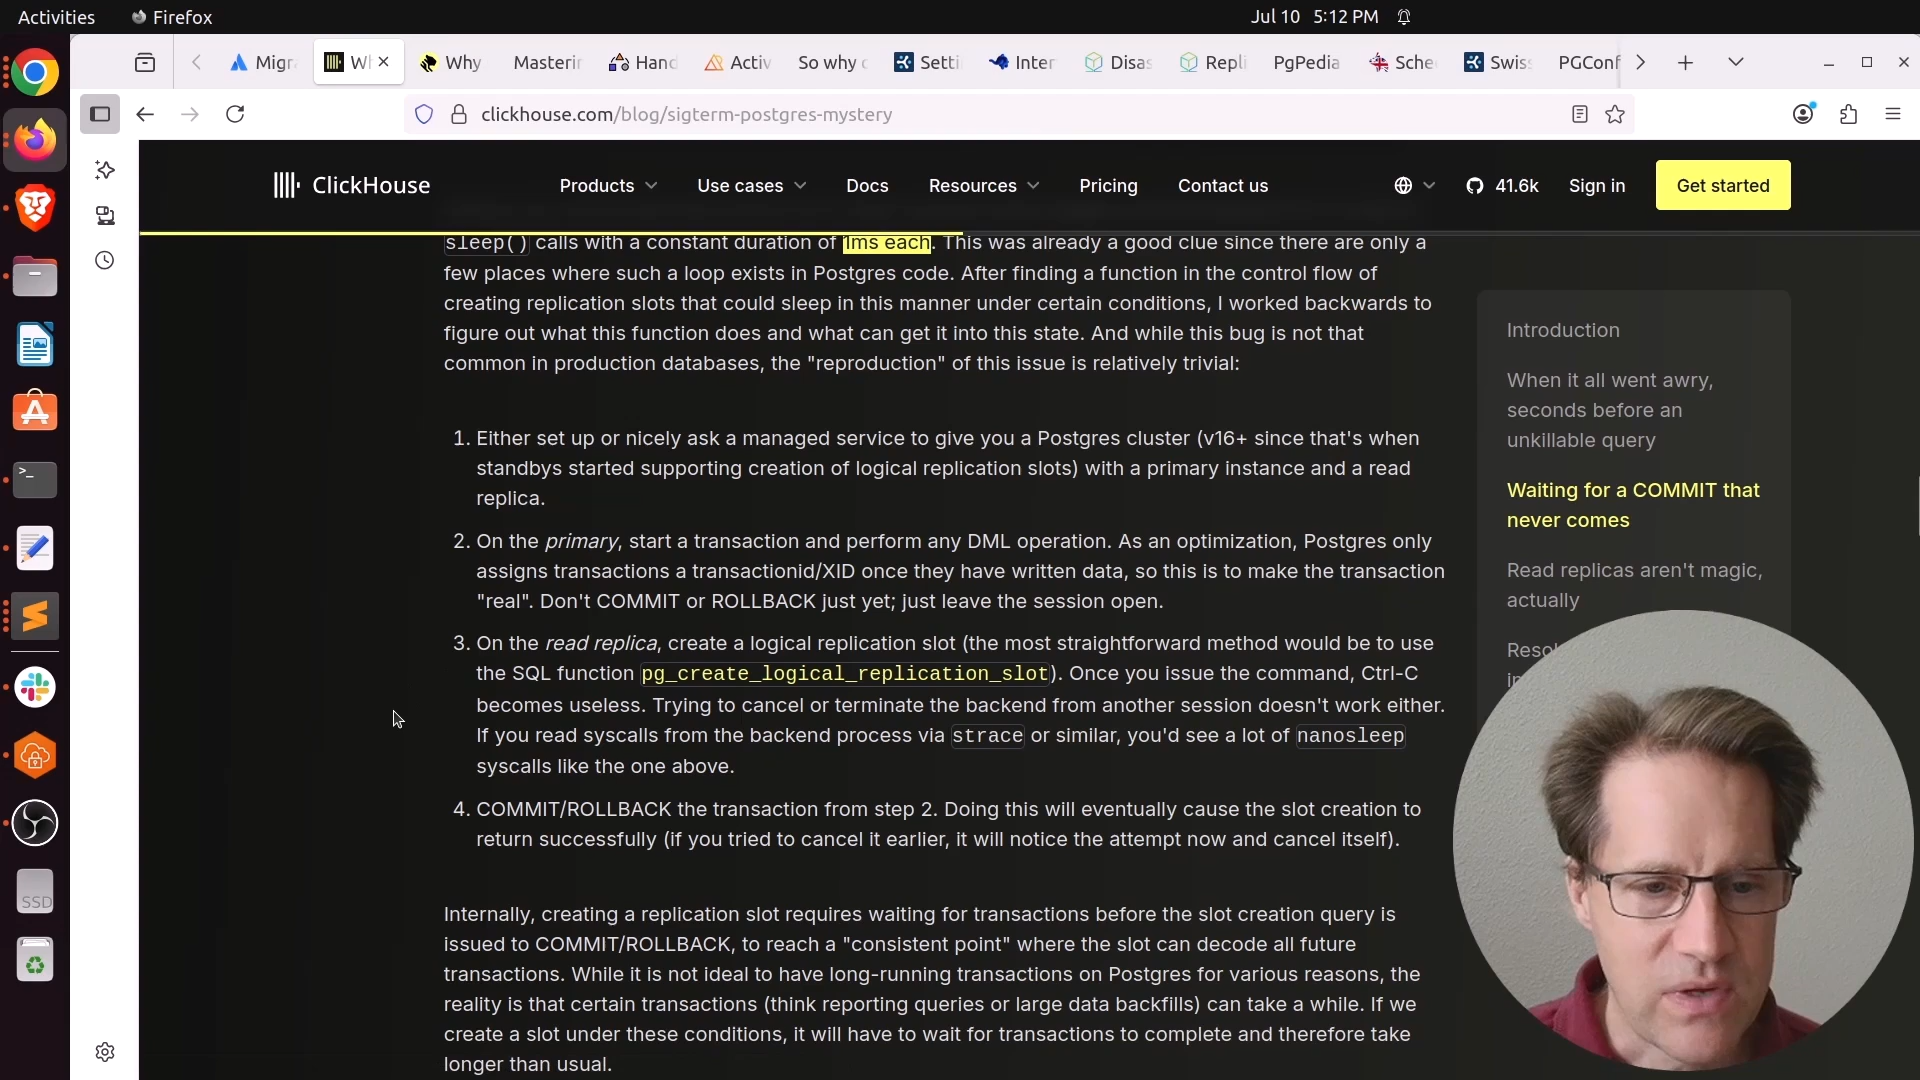 Activities
Firefox
Jul 10 5:12 PM
Migr
Wh
Why
Masterin
Hand
Activ
So why
Setti
Inter
Disas
Repli
PgPedia
Sche
Swiss
PGConf
clickhouse.com/blog/sigterm-postgres-mystery
ClickHouse
Products
Use cases
Docs
Resources
Pricing
Contact us
41.6k
Sign in
Get started
sleep() calls with a constant duration of 1ms each. This was already a good clue since there are only a
few places where such a loop exists in Postgres code. After finding a function in the control flow of
creating replication slots that could sleep in this manner under certain conditions, I worked backwards to
figure out what this function does and what can get it into this state. And while this bug is not that
common in production databases, the "reproduction" of this issue is relatively trivial:
1. Either set up or nicely ask a managed service to give you a Postgres cluster (v16+ since that's when
standbys started supporting creation of logical replication slots) with a primary instance and a read
replica.
2. On the primary, start a transaction and perform any DML operation. As an optimization, Postgres only
assigns transactions a transactionid/XID once they have written data, so this is to make the transaction
"real". Don't COMMIT or ROLLBACK just yet; just leave the session open.
3. On the read replica, create a logical replication slot (the most straightforward method would be to use
the SQL function pg_create_logical_replication_slot). Once you issue the command, Ctrl-C
becomes useless. Trying to cancel or terminate the backend from another session doesn't work either.
If you read syscalls from the backend process via strace or similar, you'd see a lot of nanosleep
syscalls like the one above.
4. COMMIT/ROLLBACK the transaction from step 2. Doing this will eventually cause the slot creation to
return successfully (if you tried to cancel it earlier, it will notice the attempt now and cancel itself).
Internally, creating a replication slot requires waiting for transactions before the slot creation query is
issued to COMMIT/ROLLBACK, to reach a "consistent point" where the slot can decode all future
transactions. While it is not ideal to have long-running transactions on Postgres for various reasons, the
reality is that certain transactions (think reporting queries or large data backfills) can take a while. If we
create a slot under these conditions, it will have to wait for transactions to complete and therefore take
longer than usual.
Introduction
When it all went awry,
seconds before an
unkillable query
Waiting for a COMMIT that
never comes
Read replicas aren't magic,
actually
Reso
SSD